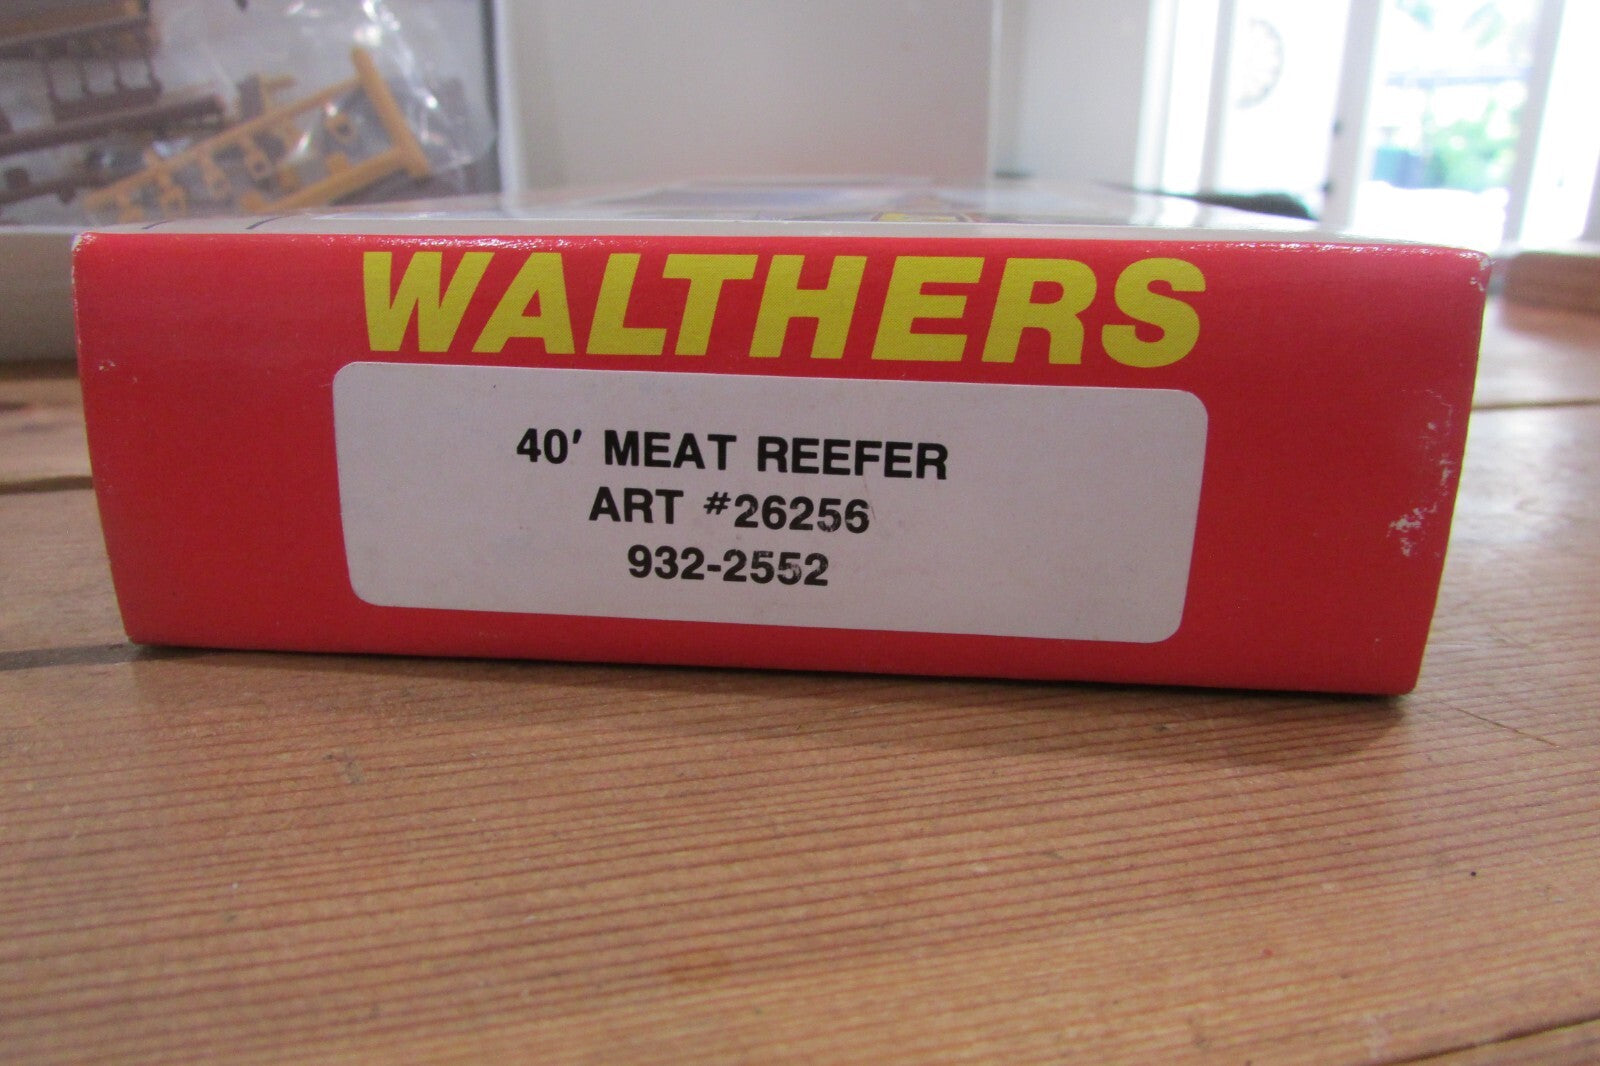 WALTHERS
40' MEAT REEFER
ART #26256
932-2552